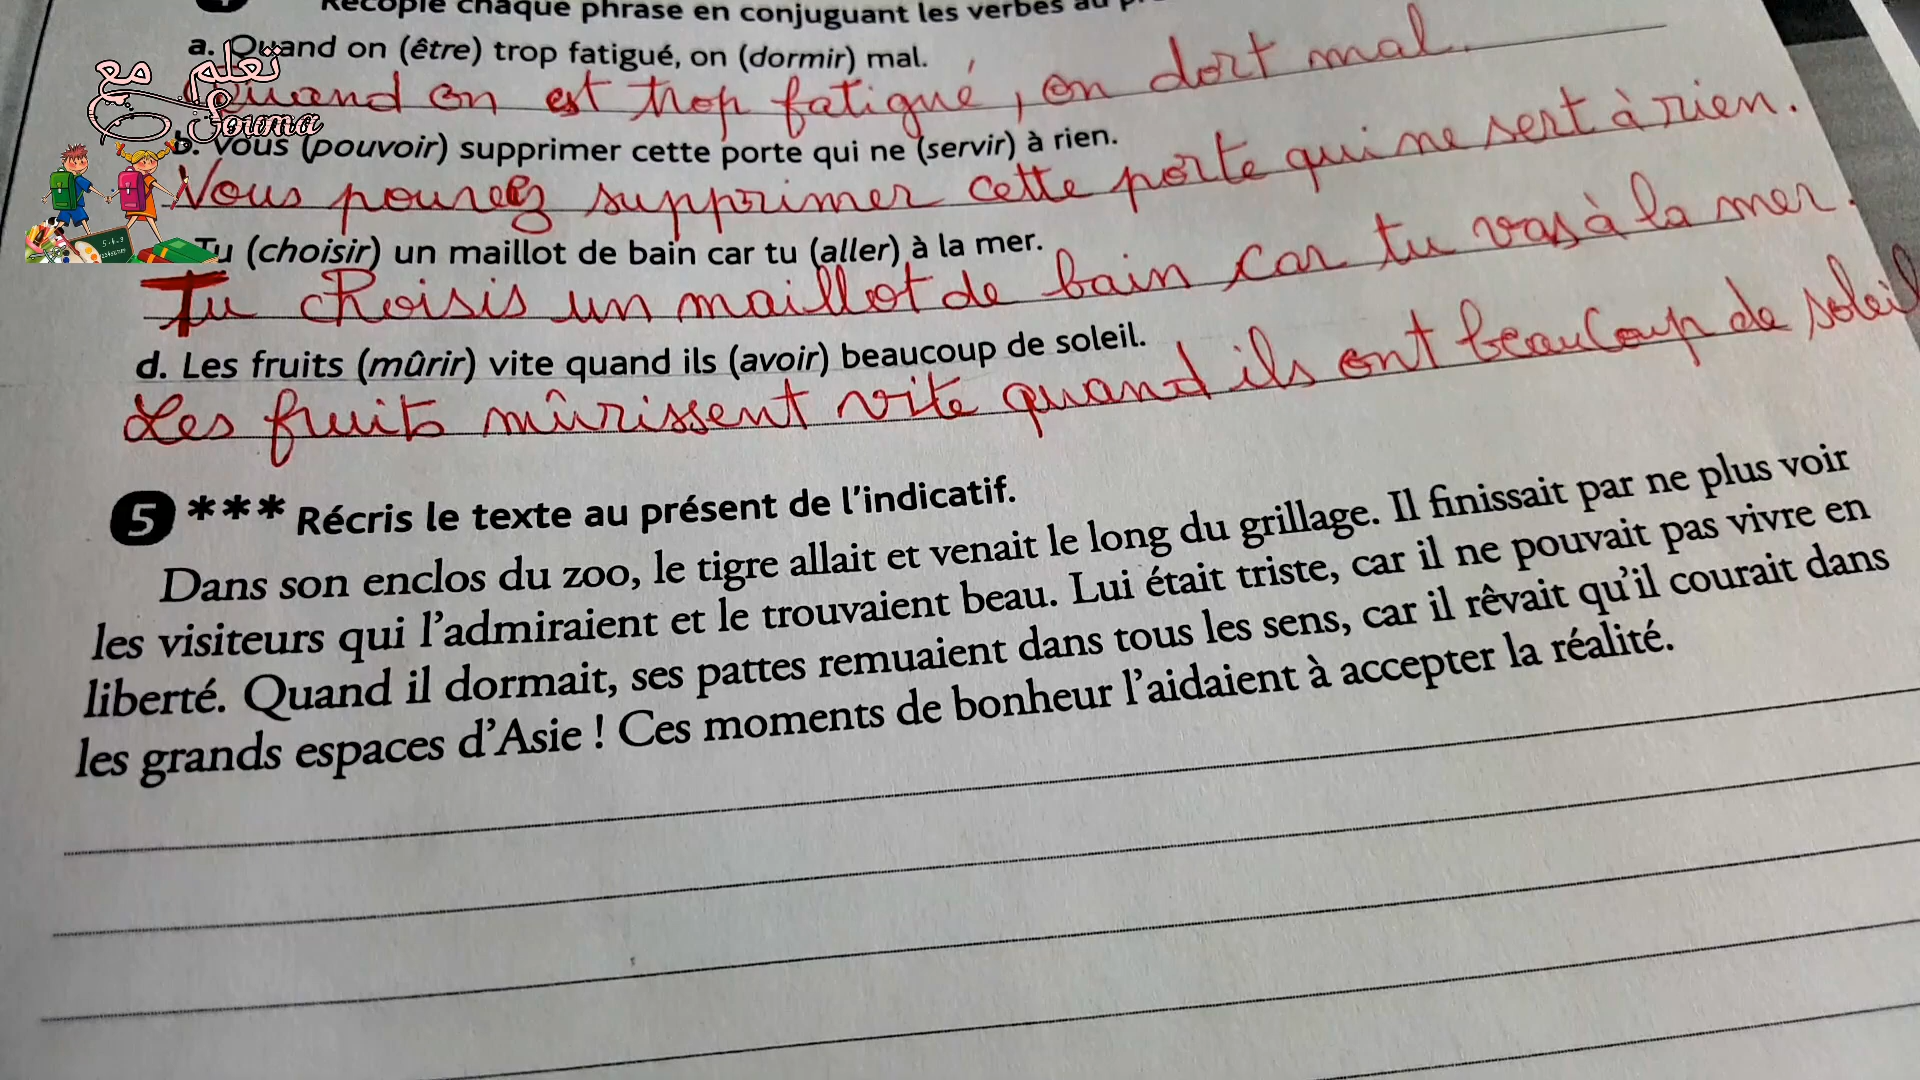 Recopie chaque phrase en conjuguant les verbes au
a. Quand on (être) trop fatigué, on (dormir) mal.
Quand on est trop fatigué, on dort mal.
تعلم مع
Souma
b. Vous (pouvoir) supprimer cette porte qui ne (servir) à rien.
Vous pouvez supprimer cette porte qui ne sert à rien.
Tu (choisir) un maillot de bain car tu (aller) à la mer.
Tu choisis un maillot de bain car tu vas à la mer.
d. Les fruits (mûrir) vite quand ils (avoir) beaucoup de soleil.
Les fruits mûrissent vite quand ils ont beaucoup de soleil
5 *** Récris le texte au présent de l'indicatif.
Dans son enclos du zoo, le tigre allait et venait le long du grillage. Il finissait par ne plus voir
les visiteurs qui l'admiraient et le trouvaient beau. Lui était triste, car il ne pouvait pas vivre en
liberté. Quand il dormait, ses pattes remuaient dans tous les sens, car il rêvait qu'il courait dans
les grands espaces d'Asie ! Ces moments de bonheur l'aidaient à accepter la réalité.